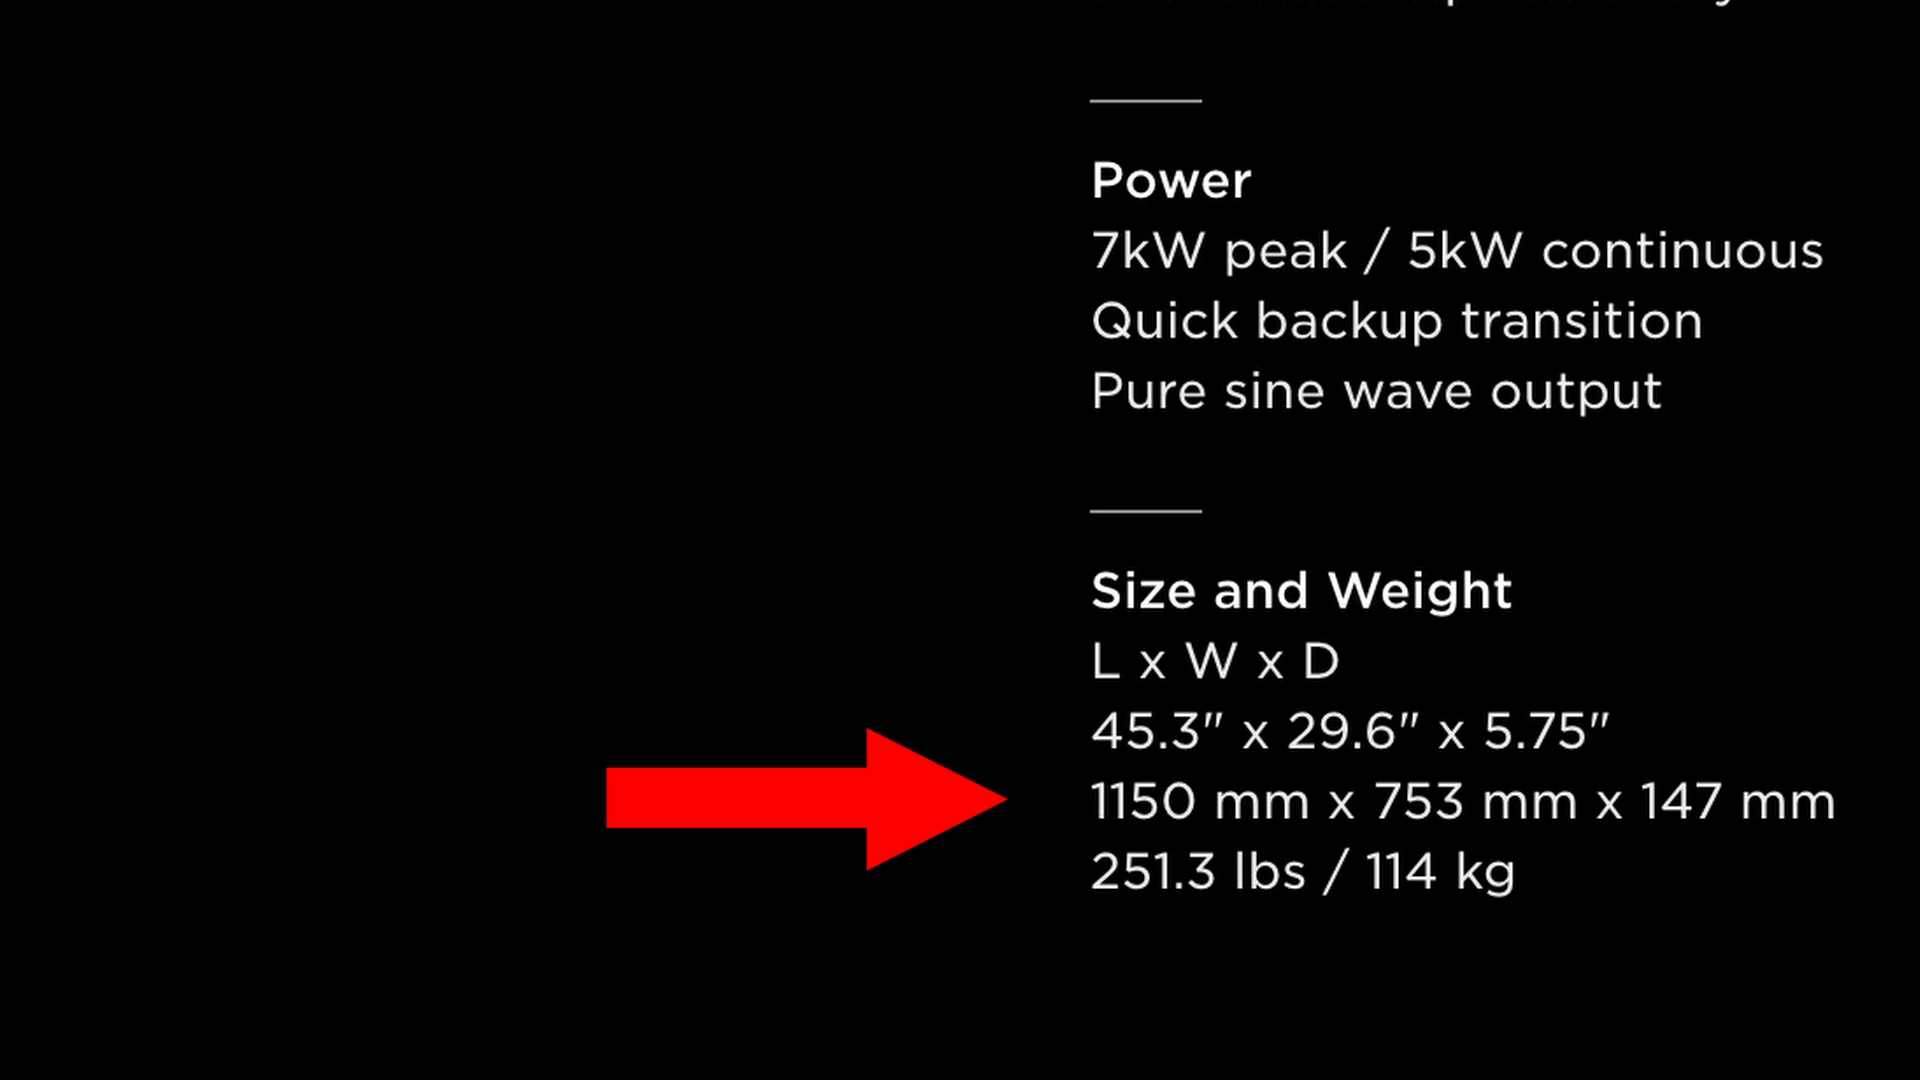 Power
7kW peak / 5kW continuous
Quick backup transition
Pure sine wave output
Size and Weight
L x W x D
45.3" x 29.6" x 5.75"
1150 mm x 753 mm x 147 mm
251.3 lbs / 114 kg